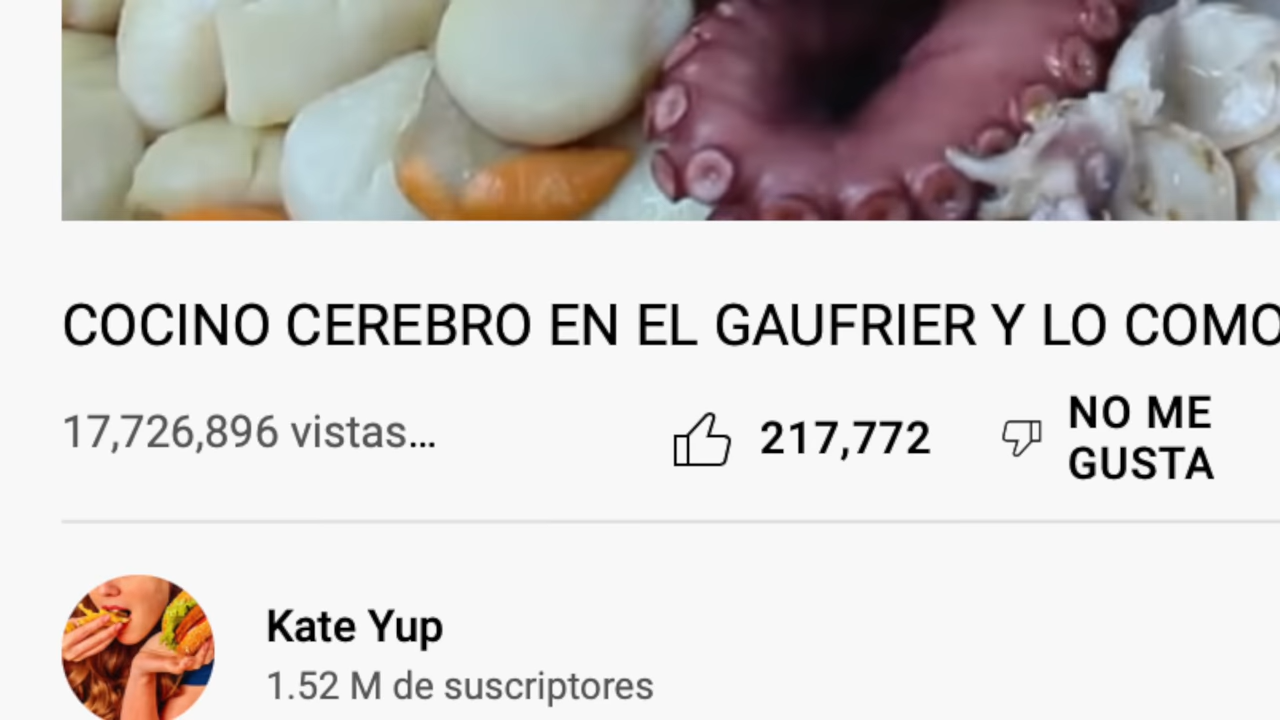 COCINO CEREBRO EN EL GAUFRIER Y LO COMO
17,726,896 vistas...
217,772
NO ME
GUSTA
Kate Yup
1.52 M de suscriptores